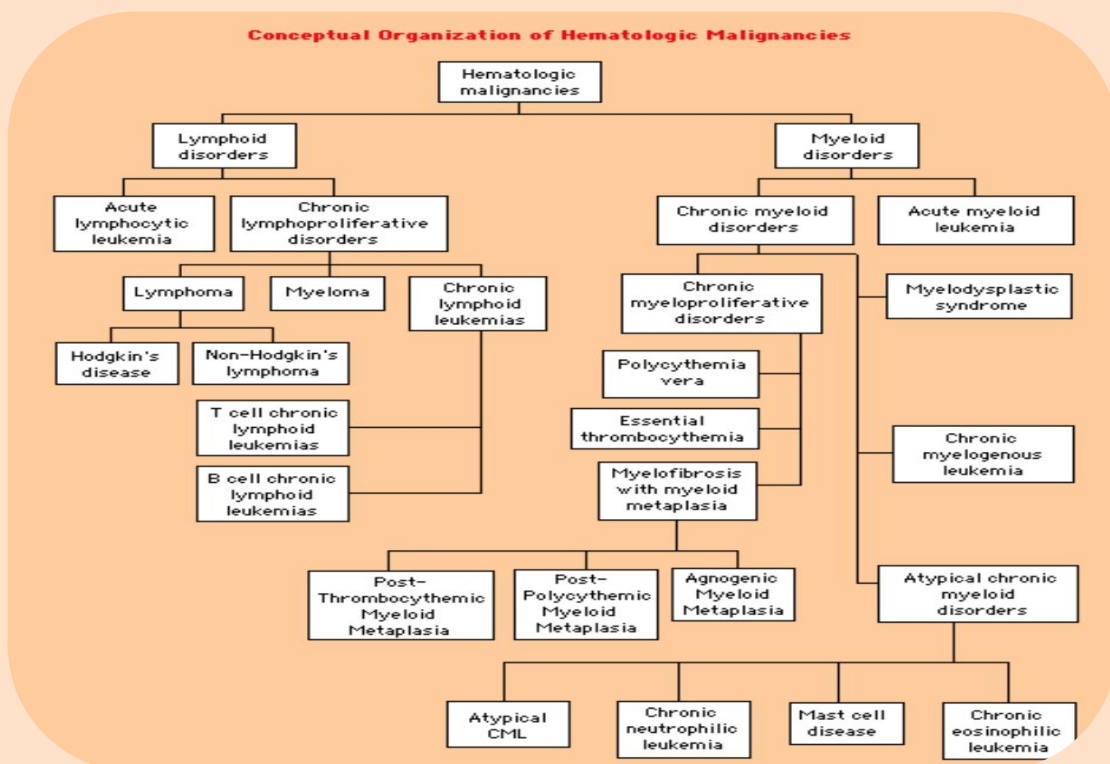 Conceptual Organization of Hematologic Malignancies
Hematologic
malignancies
Lymphoid
disorders
Myeloid
disorders
Acute
lymphocytic
leukemia
Chronic
lymphoproliferative
disorders
Chronic myeloid
disorders
Acute myeloid
leukemia
Lymphoma
Myeloma
Chronic
lymphoid
leukemias
Chronic
myeloproliferative
disorders
Myelodysplastic
syndrome
Hodgkin's
disease
Non-Hodgkin's
lymphoma
Polycythemia
vera
T cell chronic
lymphoid
leukemias
Essential
thrombocythemia
Chronic
myelogenous
leukemia
B cell chronic
lymphoid
leukemias
Myelofibrosis
with myeloid
metaplasia
Post-
Thrombocythemic
Myeloid
Metaplasia
Post-
Polycythemic
Myeloid
Metaplasia
Agnogenic
Myeloid
Metaplasia
Atypical chronic
myeloid
disorders
Atypical
CML
Chronic
neutrophilic
leukemia
Mast cell
disease
Chronic
eosinophilic
leukemia